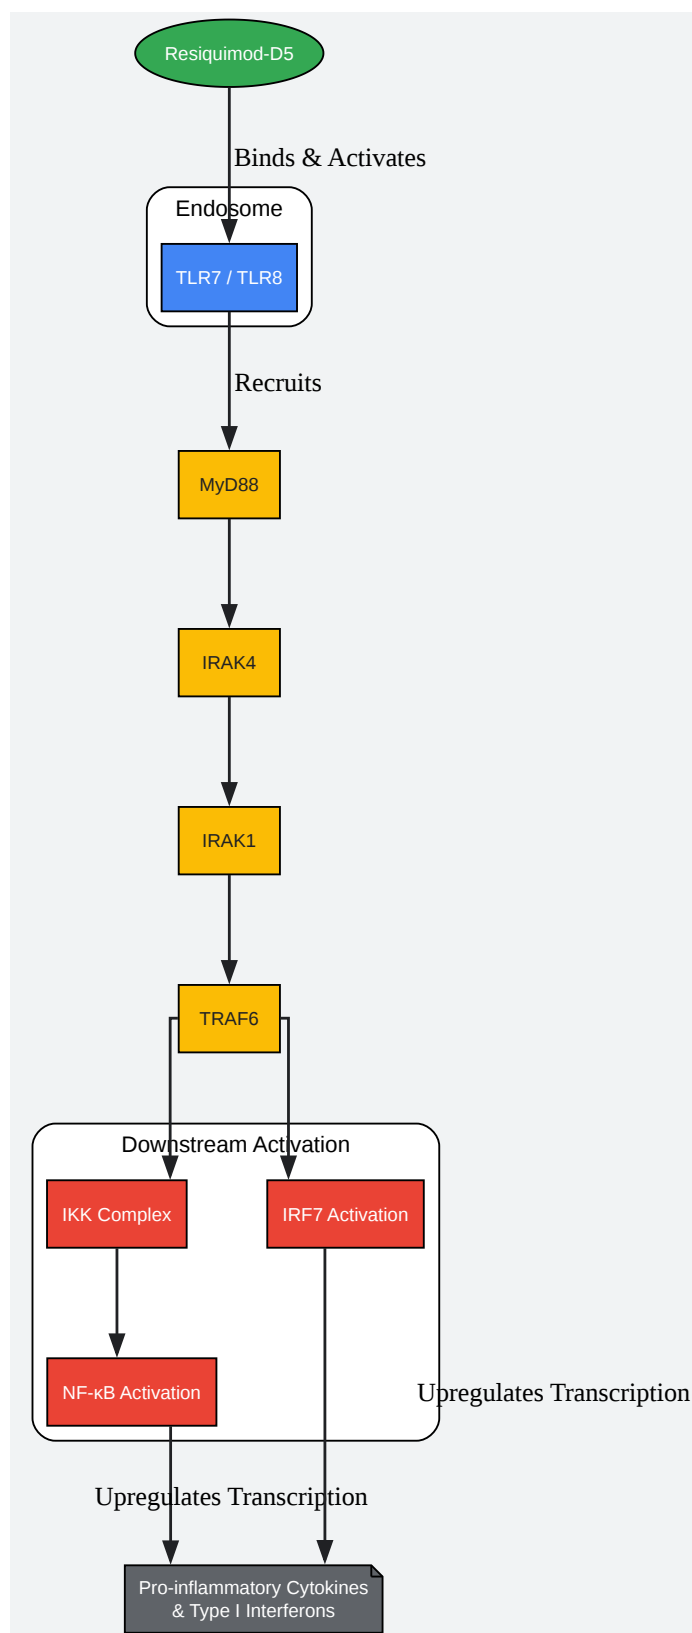 Resiquimod-D5
Binds & Activates
Endosome
TLR7 / TLR8
Recruits
MyD88
IRAK4
IRAK1
TRAF6
Downstream Activation
IKK Complex
IRF7 Activation
NF-κB Activation
Upregulates Transcription
Upregulates Transcription
Pro-inflammatory Cytokines
& Type I Interferons